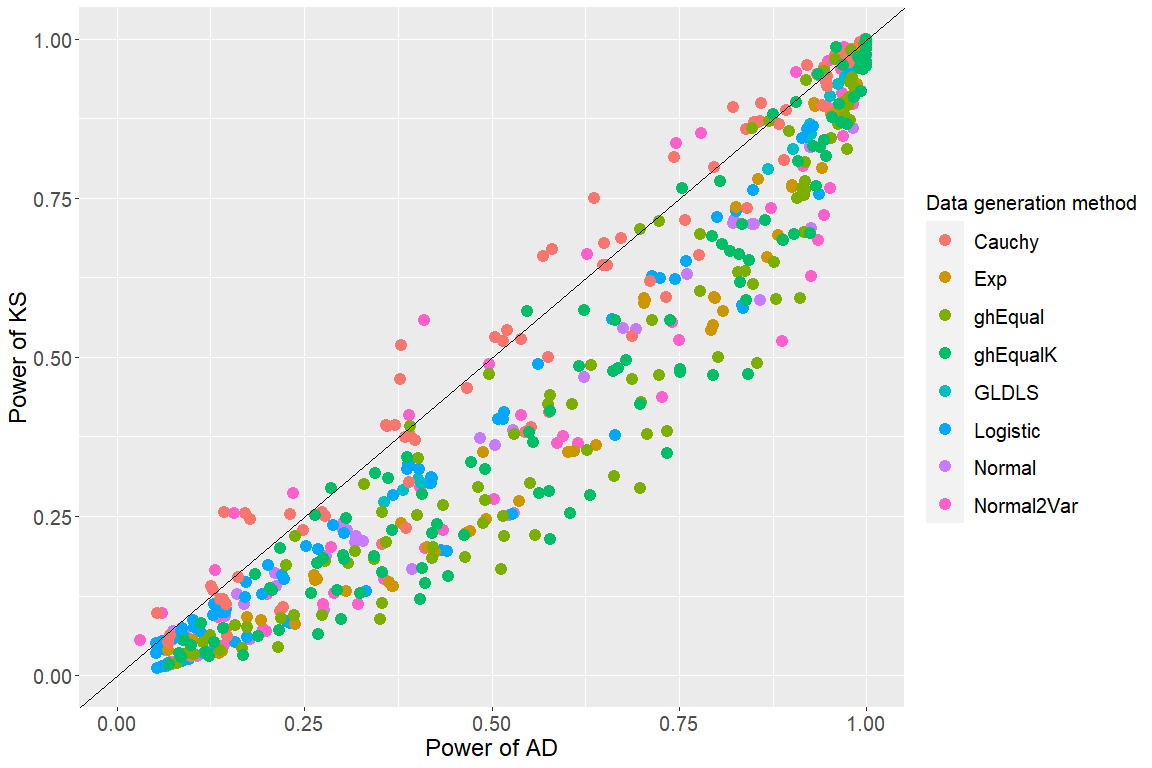 1.00
0.75
0.50
0.25
0.00
Power of KS
0.00 0.25 0.50 0.75 1.00
Power of AD
Data generation method
Cauchy
Exp
ghEqual
ghEqualK
GLDLS
Logistic
Normal
Normal2Var